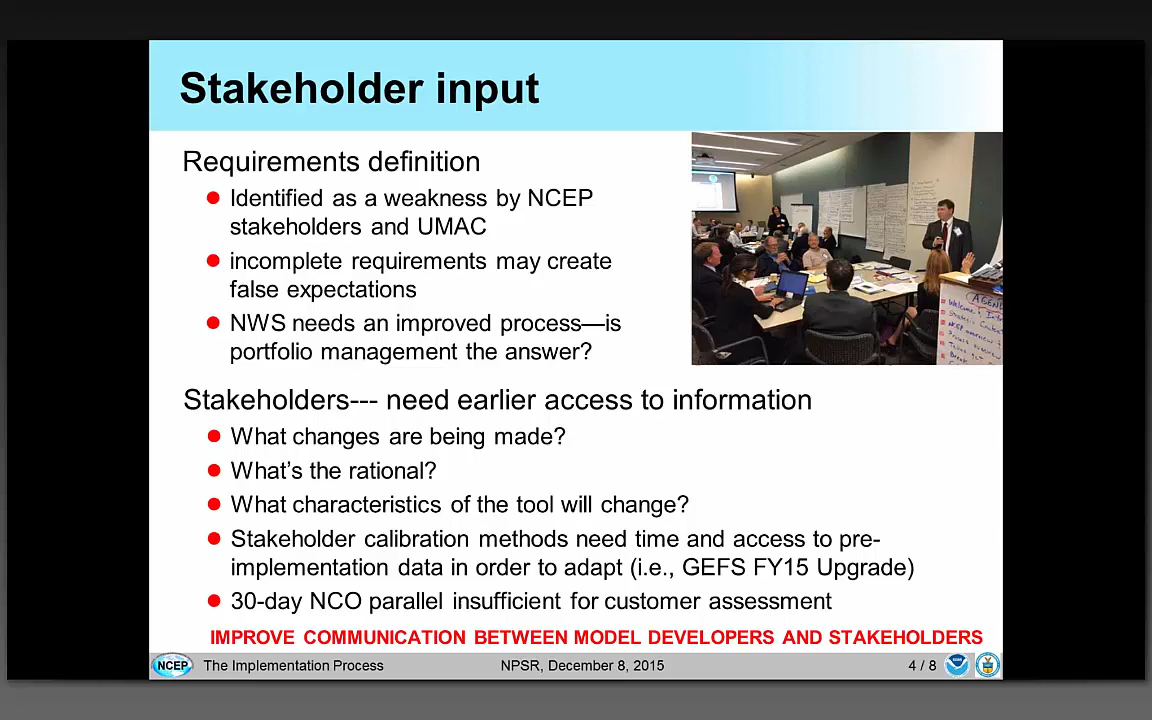 Stakeholder input
Requirements definition
Identified as a weakness by NCEP
stakeholders and UMAC
incomplete requirements may create
false expectations
NWS needs an improved process—is
portfolio management the answer?
AGEN
Stakeholders--- need earlier access to information
What changes are being made?
What's the rational?
What characteristics of the tool will change?
Stakeholder calibration methods need time and access to pre-
implementation data in order to adapt (i.e., GEFS FY15 Upgrade)
30-day NCO parallel insufficient for customer assessment
IMPROVE COMMUNICATION BETWEEN MODEL DEVELOPERS AND STAKEHOLDERS
NCEP The Implementation Process NPSR, December 8, 2015 4 / 8